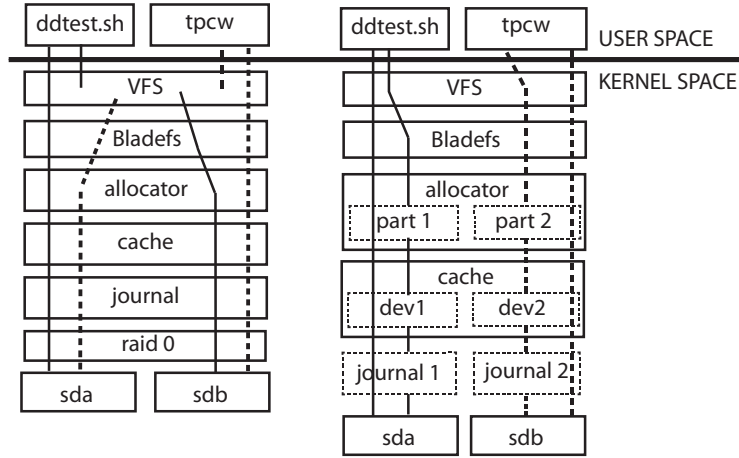 ddtest.sh
tpcw
VFS
Bladefs
allocator
cache
journal
raid 0
sda
sdb
ddtest.sh
tpcw
USER SPACE
KERNEL SPACE
VFS
Bladefs
allocator
part 1
part 2
cache
dev1
dev2
journal 1
journal 2
sda
sdb